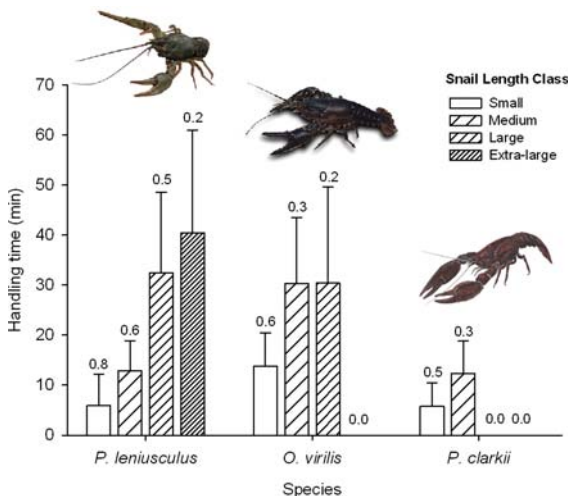 Snail Length Class
Small
Medium
Large
Extra-large
Handling time (min)
70
60
50
40
30
20
10
0
0.8
0.6
0.5
0.2
0.6
0.3
0.2
0.0
0.5
0.3
0.0 0.0
P. leniusculus O. virilis P. clarkii
Species